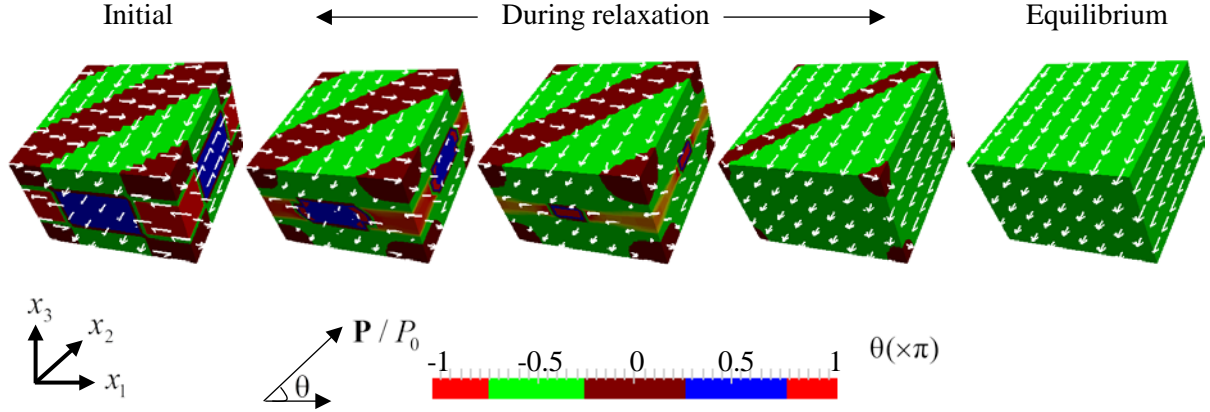 Initial
During relaxation
Equilibrium
x3
x2
x1
P / P0
θ
-1 -0.5 0 0.5 1
θ(×π)